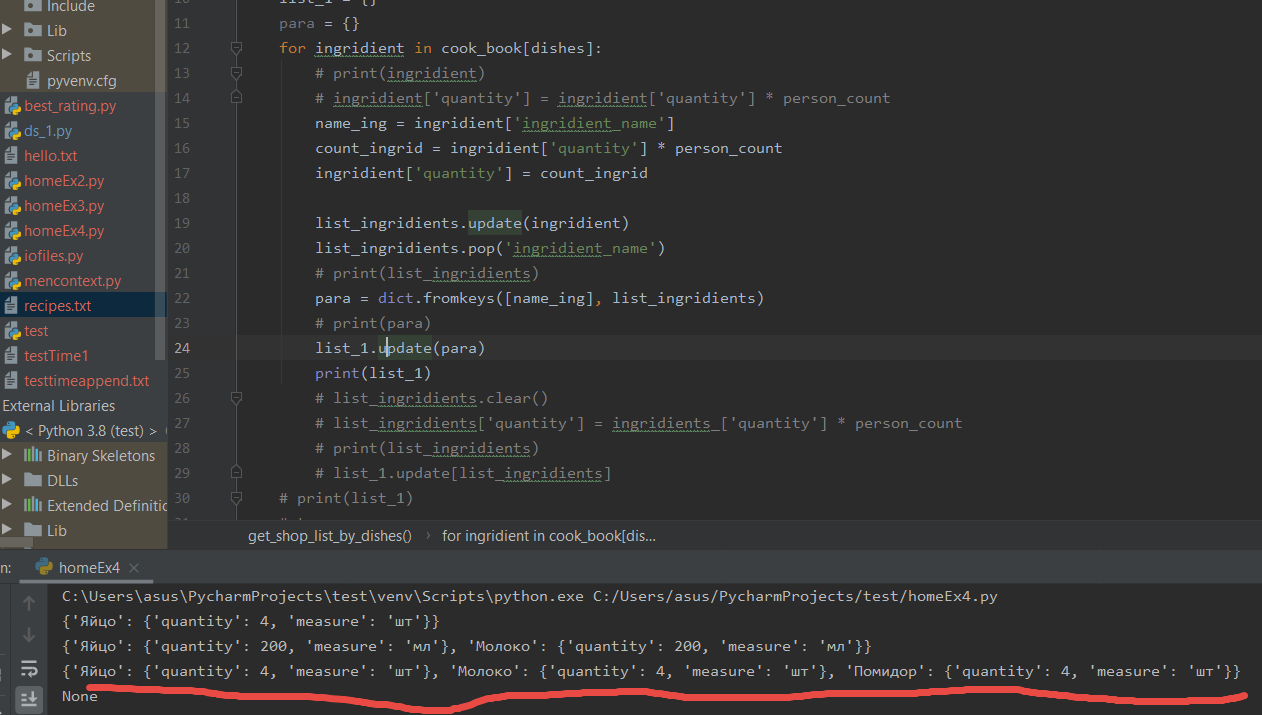 Include
Lib
Scripts
pyvenv.cfg
best_rating.py
ds_1.py
hello.txt
homeEx2.py
homeEx3.py
homeEx4.py
iofiles.py
mencontext.py
recipes.txt
test
testTime1
testtimeappend.txt
External Libraries
< Python 3.8 (test) >
Binary Skeletons
DLLs
Extended Definitic
Lib
10 list_1 = {}
11 para = {}
12 for ingridient in cook_book[dishes]:
13 # print(ingridient)
14 # ingridient['quantity'] = ingridient['quantity'] * person_count
15 name_ing = ingridient['ingridient_name']
16 count_ingrid = ingridient['quantity'] * person_count
17 ingridient['quantity'] = count_ingrid
18
19 list_ingridients.update(ingridient)
20 list_ingridients.pop('ingridient_name')
21 # print(list_ingridients)
22 para = dict.fromkeys([name_ing], list_ingridients)
23 # print(para)
24 list_1.update(para)
25 print(list_1)
26 # list_ingridients.clear()
27 # list_ingridients['quantity'] = ingridients_['quantity'] * person_count
28 # print(list_ingridients)
29 # list_1.update[list_ingridients]
30 # print(list_1)
get_shop_list_by_dishes() › for ingridient in cook_book[dis...
n: homeEx4 ×
C:\Users\asus\PycharmProjects\test\venv\Scripts\python.exe C:/Users/asus/PycharmProjects/test/homeEx4.py
{'Яйцо': {'quantity': 4, 'measure': 'шт'}}
{'Яйцо': {'quantity': 200, 'measure': 'мл'}, 'Молоко': {'quantity': 200, 'measure': 'мл'}}
{'Яйцо': {'quantity': 4, 'measure': 'шт'}, 'Молоко': {'quantity': 4, 'measure': 'шт'}, 'Помидор': {'quantity': 4, 'measure': 'шт'}}
None